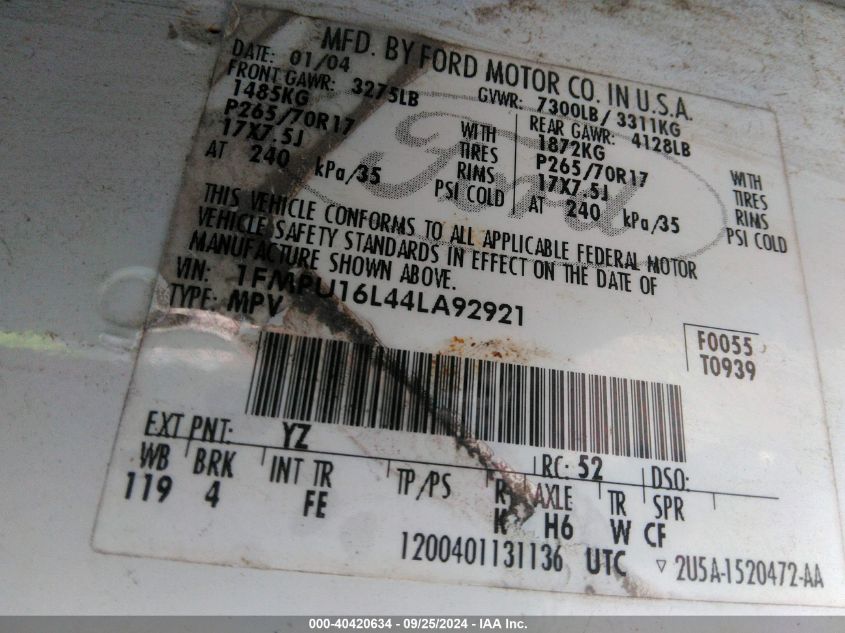 MFD. BY FORD MOTOR CO. IN U.S.A.
DATE: 01/04 GVWR: 7300LB/ 3311KG
FRONT GAWR: 3275LB REAR GAWR: 4128LB
1485KG WITH 1872KG WITH
P265/70R17 TIRES P265/70R17 TIRES
17X7.5J RIMS 17X7.5J RIMS
AT 240 kPa/35 PSI COLD AT 240 kPa/35 PSI COLD
Ford
THIS VEHICLE CONFORMS TO ALL APPLICABLE FEDERAL MOTOR
VEHICLE SAFETY STANDARDS IN EFFECT ON THE DATE OF
MANUFACTURE SHOWN ABOVE.
VIN: 1FMPU16L44LA92921
TYPE: MPV
F0055
T0939
EXT PNT: YZ RC: 52 DSO:
WB BRK INT TR TP/PS R AXLE TR SPR
119 4 FE K H6 W CF
1200401131136 UTC ▽ 2U5A-1520472-AA
000-40420634 - 09/25/2024 - IAA Inc.